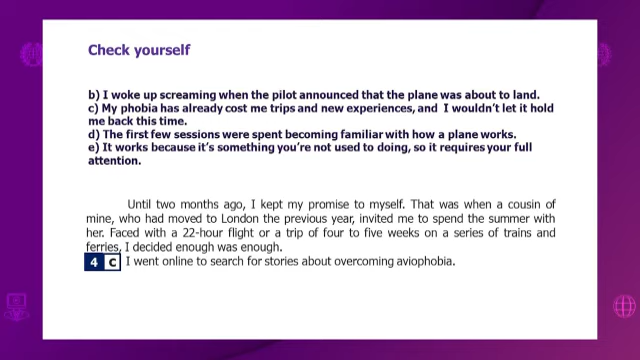 Check yourself
b) I woke up screaming when the pilot announced that the plane was about to land.
c) My phobia has already cost me trips and new experiences, and I wouldn't let it hold
me back this time.
d) The first few sessions were spent becoming familiar with how a plane works.
e) It works because it's something you're not used to doing, so it requires your full
attention.
Until two months ago, I kept my promise to myself. That was when a cousin of
mine, who had moved to London the previous year, invited me to spend the summer with
her. Faced with a 22-hour flight or a trip of four to five weeks on a series of trains and
ferries, I decided enough was enough.
4 C I went online to search for stories about overcoming aviophobia.